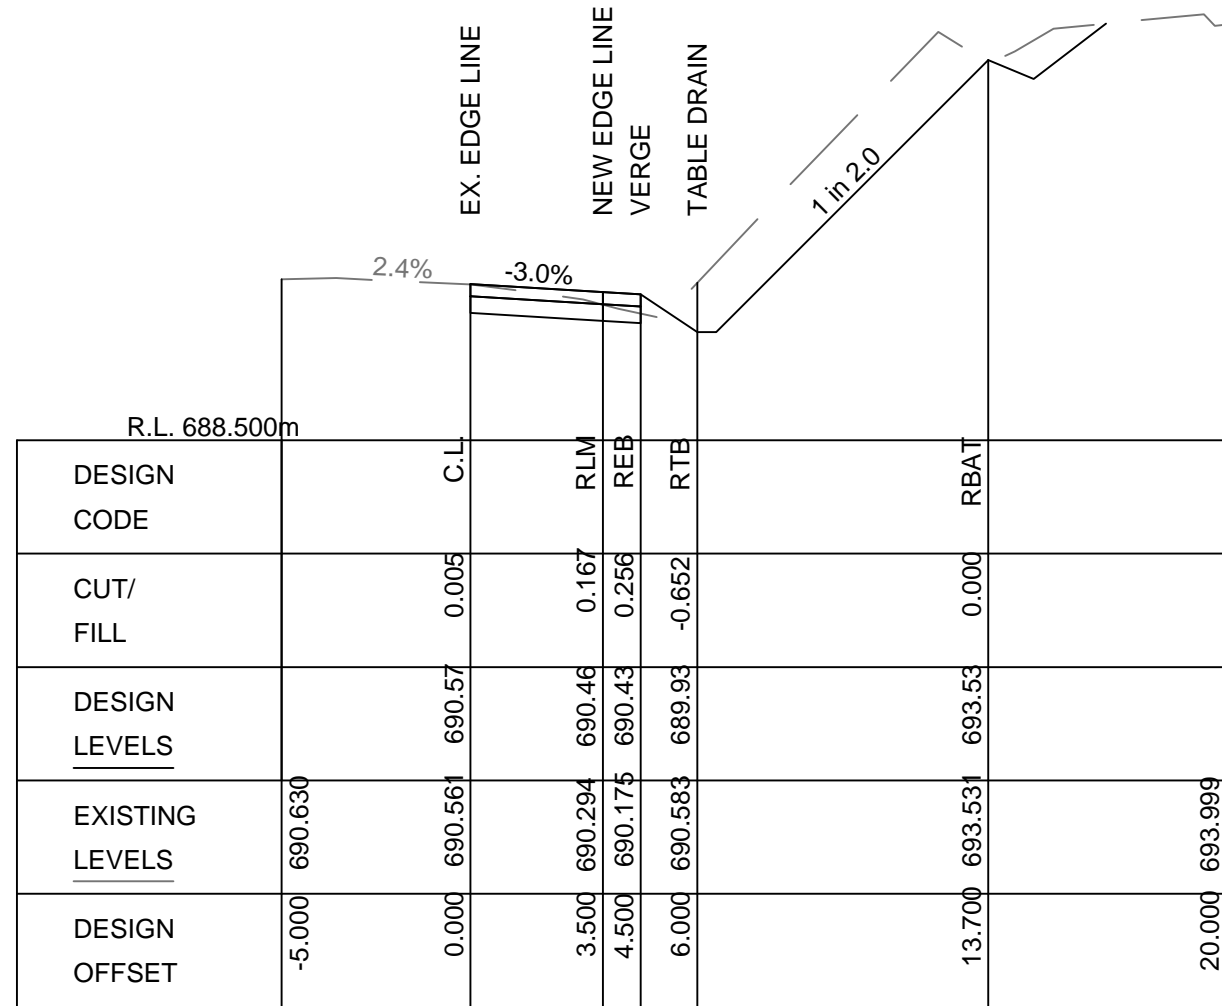 EX. EDGE LINE
NEW EDGE LINE
VERGE
TABLE DRAIN
1 in 2.0
2.4%
-3.0%
R.L. 688.500m
DESIGN
CODE
C.L.
RLM
REB
RTB
RBAT
CUT/
FILL
0.005
0.167
0.256
-0.652
0.000
DESIGN
LEVELS
690.57
690.46
690.43
689.93
693.53
EXISTING
LEVELS
690.630
690.561
690.294
690.175
690.583
693.531
693.999
DESIGN
OFFSET
-5.000
0.000
3.500
4.500
6.000
13.700
20.000